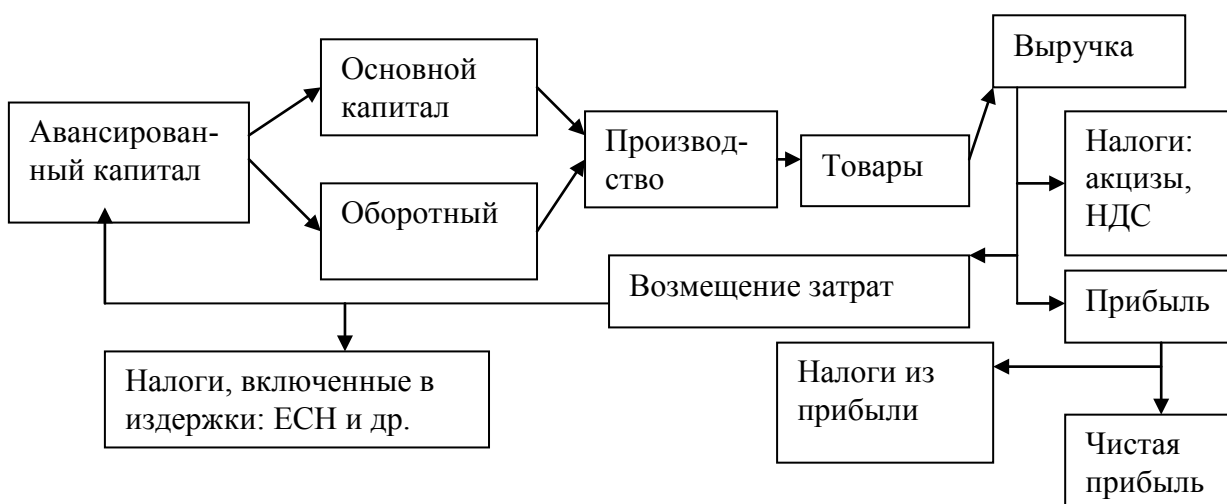 Выручка
Основной
капитал
Авансирован-
ный капитал
Производ-
ство
Товары
Налоги:
акцизы,
НДС
Оборотный
Возмещение затрат
Прибыль
Налоги, включенные в
издержки: ЕСН и др.
Налоги из
прибыли
Чистая
прибыль